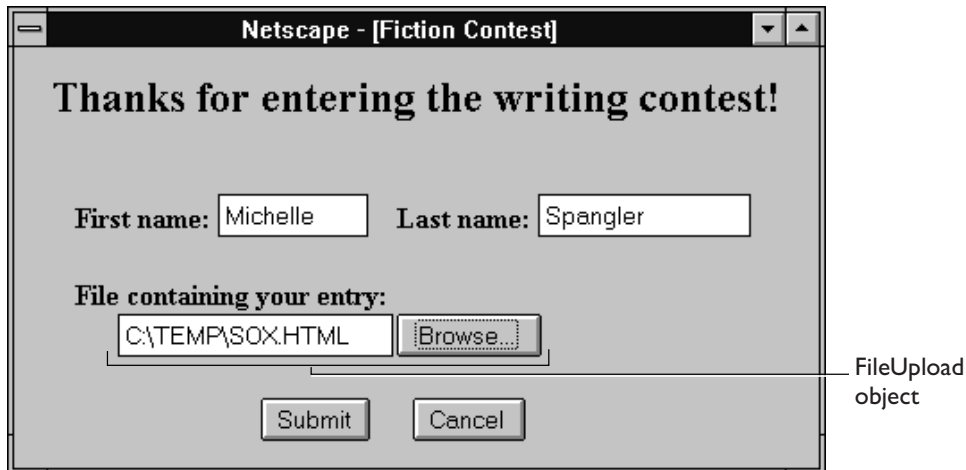 Netscape - [Fiction Contest]
Thanks for entering the writing contest!
First name: Michelle Last name: Spangler
File containing your entry:
C:\TEMP\SOX.HTML Browse...
FileUpload
object
Submit Cancel